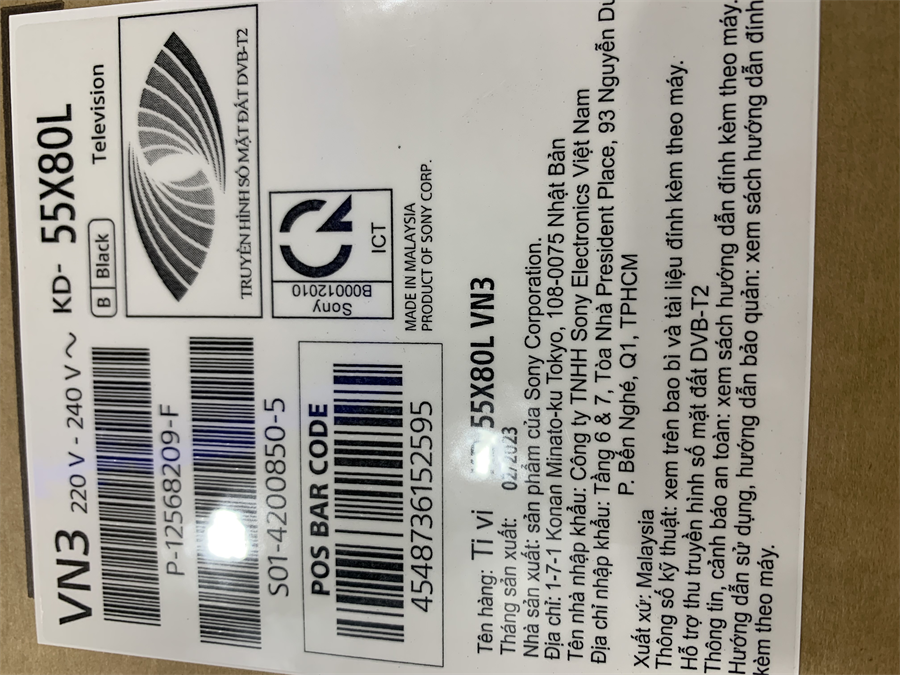 VN3 220 V - 240 V ~ KD- 55X80L
B Black Television
P-12568209-F
S01-4200850-5
TRUYỀN HÌNH SỐ MẶT ĐẤT DVB-T2
Sony
B00012010
ICT
POS BAR CODE
4548736152595
MADE IN MALAYSIA
PRODUCT OF SONY CORP.
Tên hàng: Ti vi 55X80L VN3
Tháng sản xuất: 02/2023
Nhà sản xuất: sản phẩm của Sony Corporation.
Địa chỉ: 1-7-1 Konan Minato-ku Tokyo, 108-0075 Nhật Bản
Tên nhà nhập khẩu: Công ty TNHH Sony Electronics Việt Nam
Địa chỉ nhập khẩu: Tầng 6 & 7, Tòa Nhà President Place, 93 Nguyễn Du
P. Bến Nghé, Q1, TPHCM
Xuất xứ: Malaysia
Thông số kỹ thuật: xem trên bao bì và tài liệu đính kèm theo máy.
Hỗ trợ thu truyền hình số mặt đất DVB-T2
Thông tin, cảnh báo an toàn: xem sách hướng dẫn đính kèm theo máy.
Hướng dẫn sử dụng, hướng dẫn bảo quản: xem sách hướng dẫn đính
kèm theo máy.